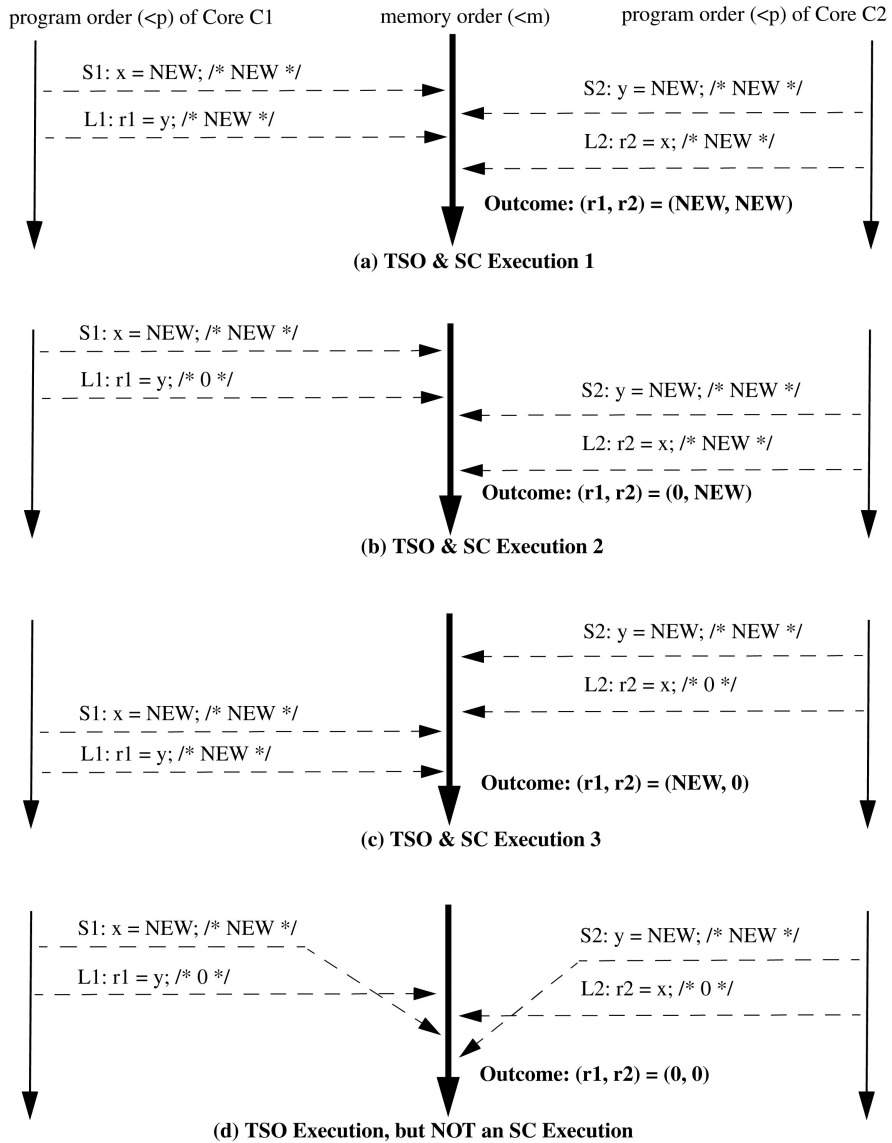 program order (<p) of Core C1 memory order (<m) program order (<p) of Core C2
S1: x = NEW; /* NEW */
S2: y = NEW; /* NEW */
L1: r1 = y; /* NEW */
L2: r2 = x; /* NEW */
Outcome: (r1, r2) = (NEW, NEW)
(a) TSO & SC Execution 1
S1: x = NEW; /* NEW */
L1: r1 = y; /* 0 */
S2: y = NEW; /* NEW */
L2: r2 = x; /* NEW */
Outcome: (r1, r2) = (0, NEW)
(b) TSO & SC Execution 2
S2: y = NEW; /* NEW */
L2: r2 = x; /* 0 */
S1: x = NEW; /* NEW */
L1: r1 = y; /* NEW */
Outcome: (r1, r2) = (NEW, 0)
(c) TSO & SC Execution 3
S1: x = NEW; /* NEW */
S2: y = NEW; /* NEW */
L1: r1 = y; /* 0 */
L2: r2 = x; /* 0 */
Outcome: (r1, r2) = (0, 0)
(d) TSO Execution, but NOT an SC Execution